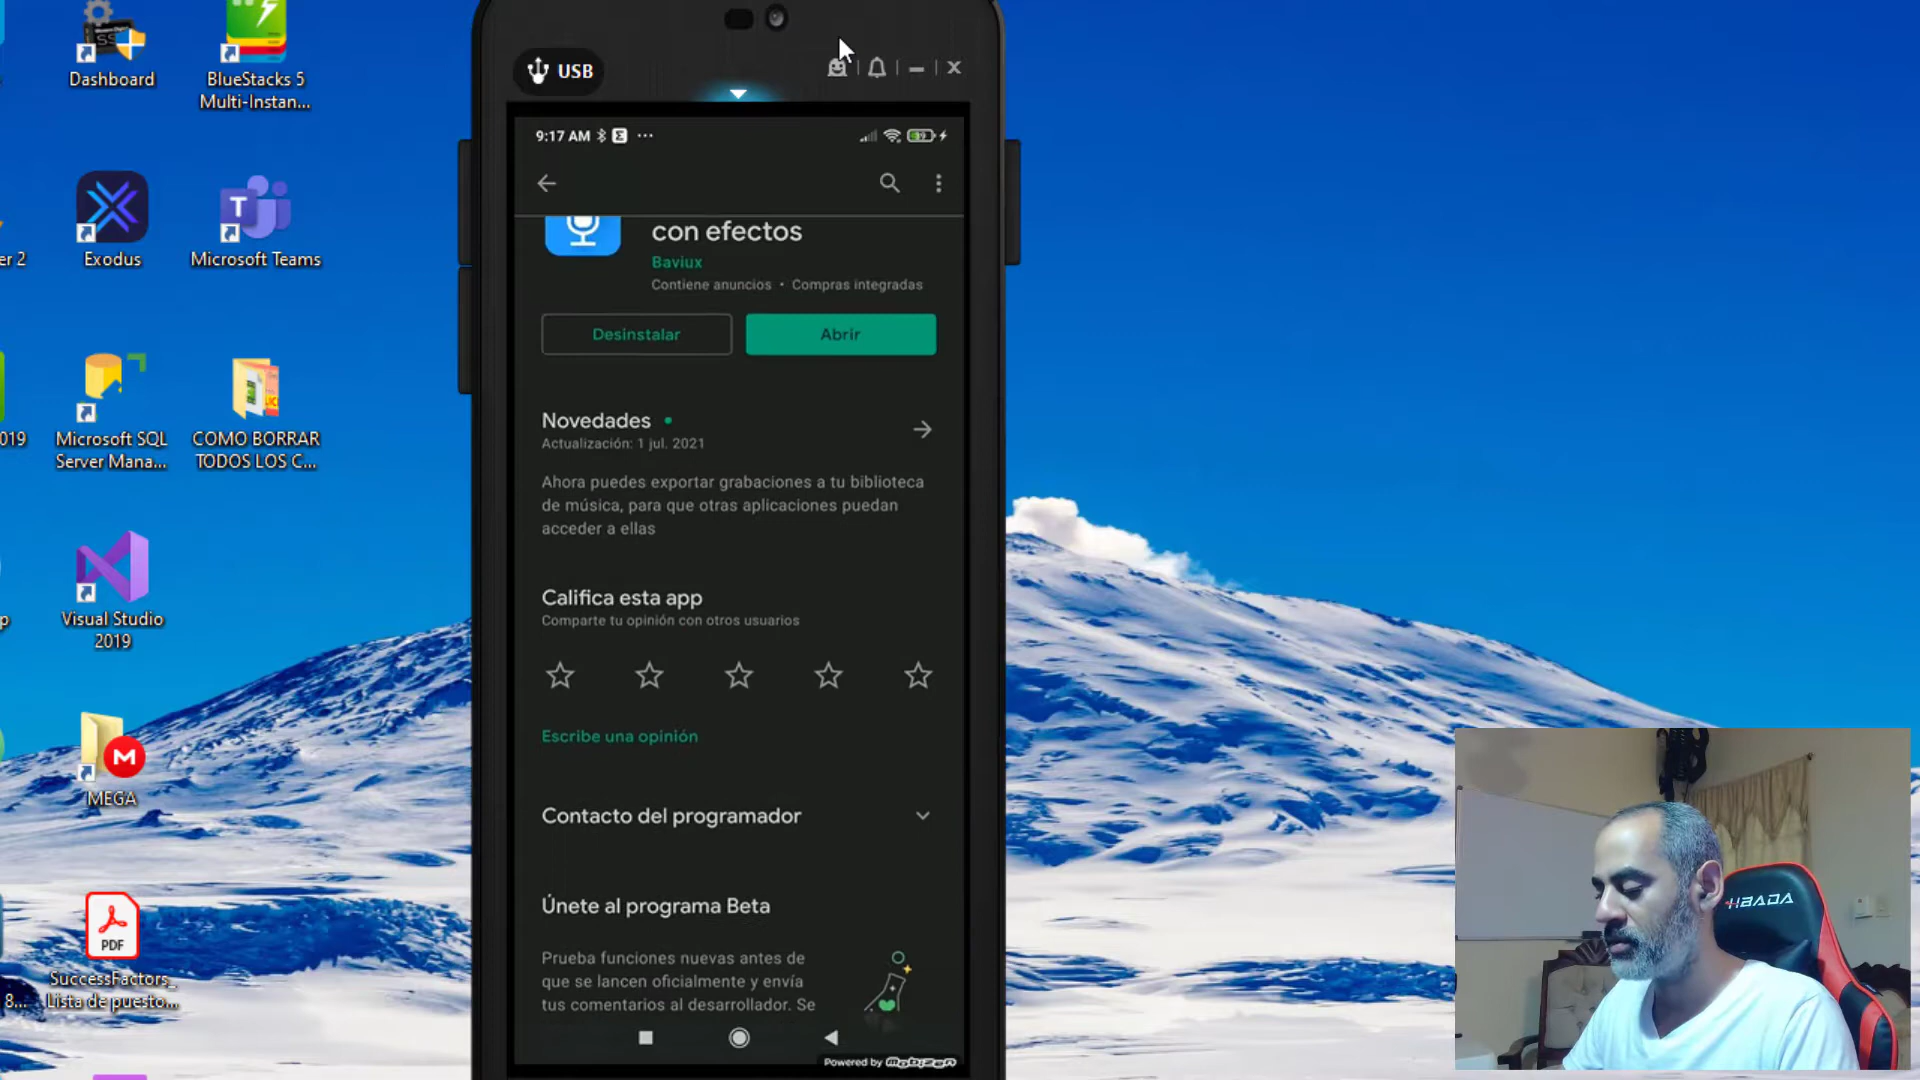 Dashboard
BlueStacks 5
Multi-Instan...
er 2
Exodus
Microsoft Teams
019
Microsoft SQL
Server Mana...
COMO BORRAR
TODOS LOS C...
p
Visual Studio
2019
MEGA
PDF
8...
SuccessFactors_
Lista de puesto...
USB
9:17 AM
con efectos
Baviux
Contiene anuncios • Compras integradas
Desinstalar
Abrir
Novedades
Actualización: 1 jul. 2021
Ahora puedes exportar grabaciones a tu biblioteca
de música, para que otras aplicaciones puedan
acceder a ellas
Califica esta app
Comparte tu opinión con otros usuarios
Escribe una opinión
Contacto del programador
Únete al programa Beta
Prueba funciones nuevas antes de
que se lancen oficialmente y envía
tus comentarios al desarrollador. Se
Powered by mobizen
HBADA